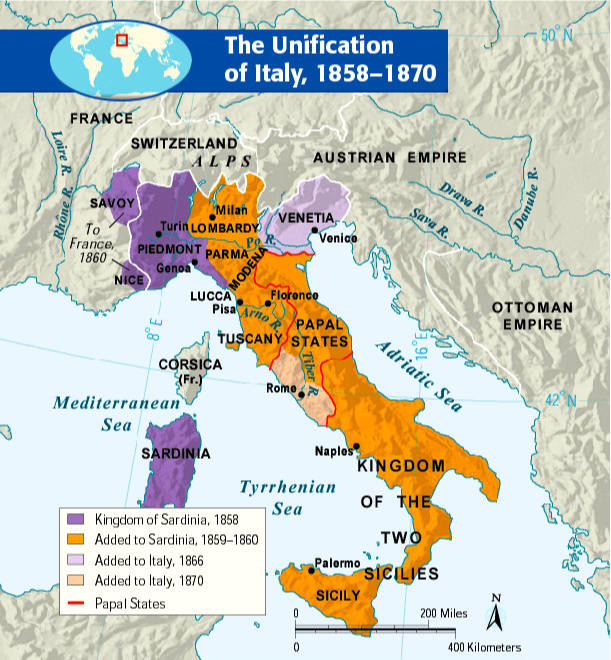 The Unification
of Italy, 1858–1870
50° N
FRANCE
SWITZERLAND
ALPS
AUSTRIAN EMPIRE
Loire R.
Rhône R.
Drava R.
Danube R.
Sava R.
SAVOY
To
France,
1860
NICE
Milan
Turin
LOMBARDY
VENETIA
Venice
Po R.
PIEDMONT
PARMA
Genoa
MODENA
LUCCA
Pisa
Florence
Arno R.
TUSCANY
PAPAL
STATES
OTTOMAN
EMPIRE
8° E
16° E
Adriatic Sea
CORSICA
(Fr.)
Tiber R.
Rome
42° N
Mediterranean
Sea
SARDINIA
Naples
KINGDOM
OF THE
TWO
SICILIES
Tyrrhenian
Sea
Palermo
SICILY
Kingdom of Sardinia, 1858
Added to Sardinia, 1859–1860
Added to Italy, 1866
Added to Italy, 1870
Papal States
N
0 200 Miles
0 400 Kilometers